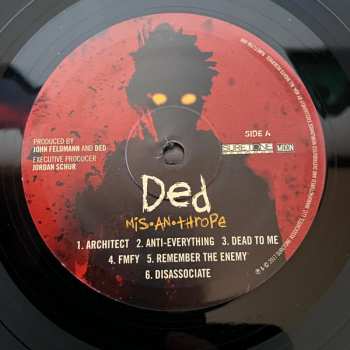 PRODUCED BY
JOHN FELDMANN AND DED
EXECUTIVE PRODUCER
JORDAN SCHUR
SIDE A
SURETONE
Ded
Mis•AN•thrope
1. ARCHITECT 2. ANTI-EVERYTHING 3. DEAD TO ME
4. FMFY 5. REMEMBER THE ENEMY
6. DISASSOCIATE